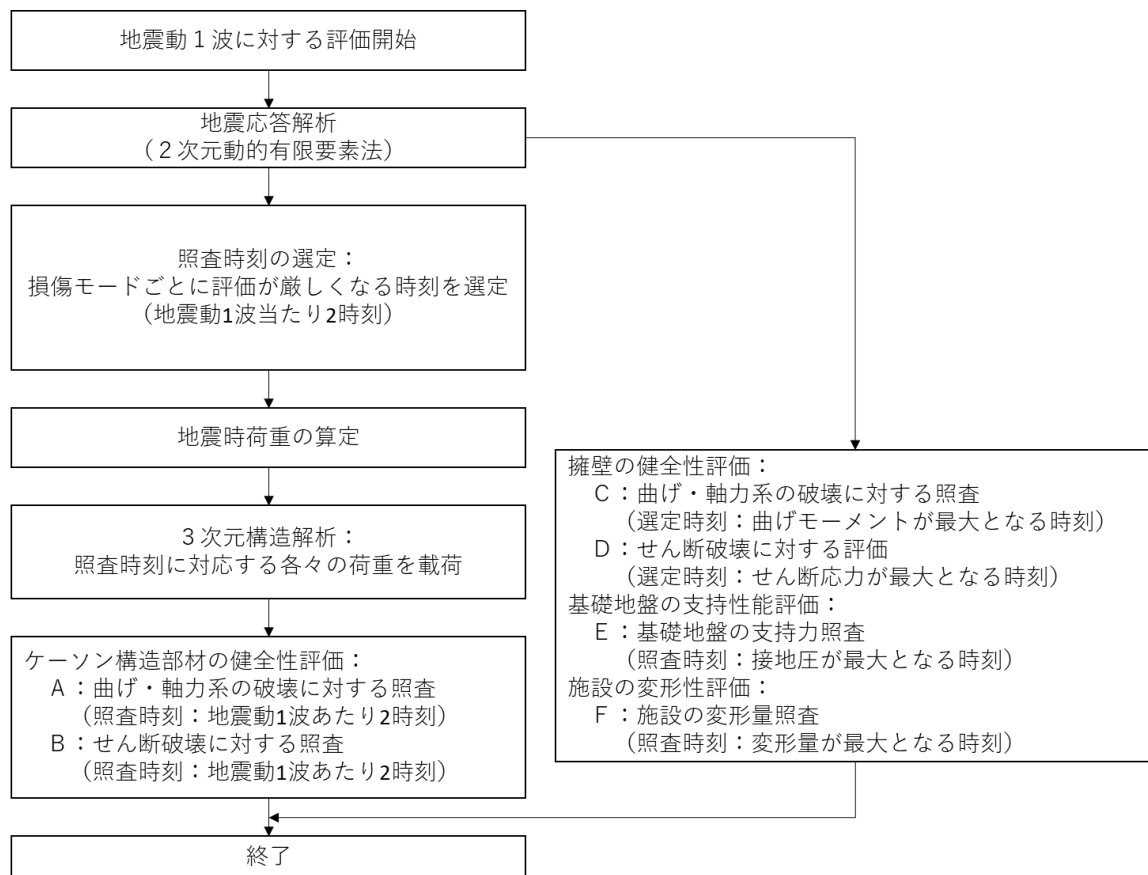 地震動１波に対する評価開始
地震応答解析
（２次元動的有限要素法）
照査時刻の選定：
損傷モードごとに評価が厳しくなる時刻を選定
（地震動1波当たり2時刻）
地震時荷重の算定
３次元構造解析：
照査時刻に対応する各々の荷重を載荷
ケーソン構造部材の健全性評価：
Ａ：曲げ・軸力系の破壊に対する照査
（照査時刻：地震動1波あたり2時刻）
Ｂ：せん断破壊に対する照査
（照査時刻：地震動1波あたり2時刻）
擁壁の健全性評価：
Ｃ：曲げ・軸力系の破壊に対する照査
（選定時刻：曲げモーメントが最大となる時刻）
Ｄ：せん断破壊に対する評価
（選定時刻：せん断応力が最大となる時刻）
基礎地盤の支持性能評価：
Ｅ：基礎地盤の支持力照査
（照査時刻：接地圧が最大となる時刻）
施設の変形性評価：
Ｆ：施設の変形量照査
（照査時刻：変形量が最大となる時刻）
終了